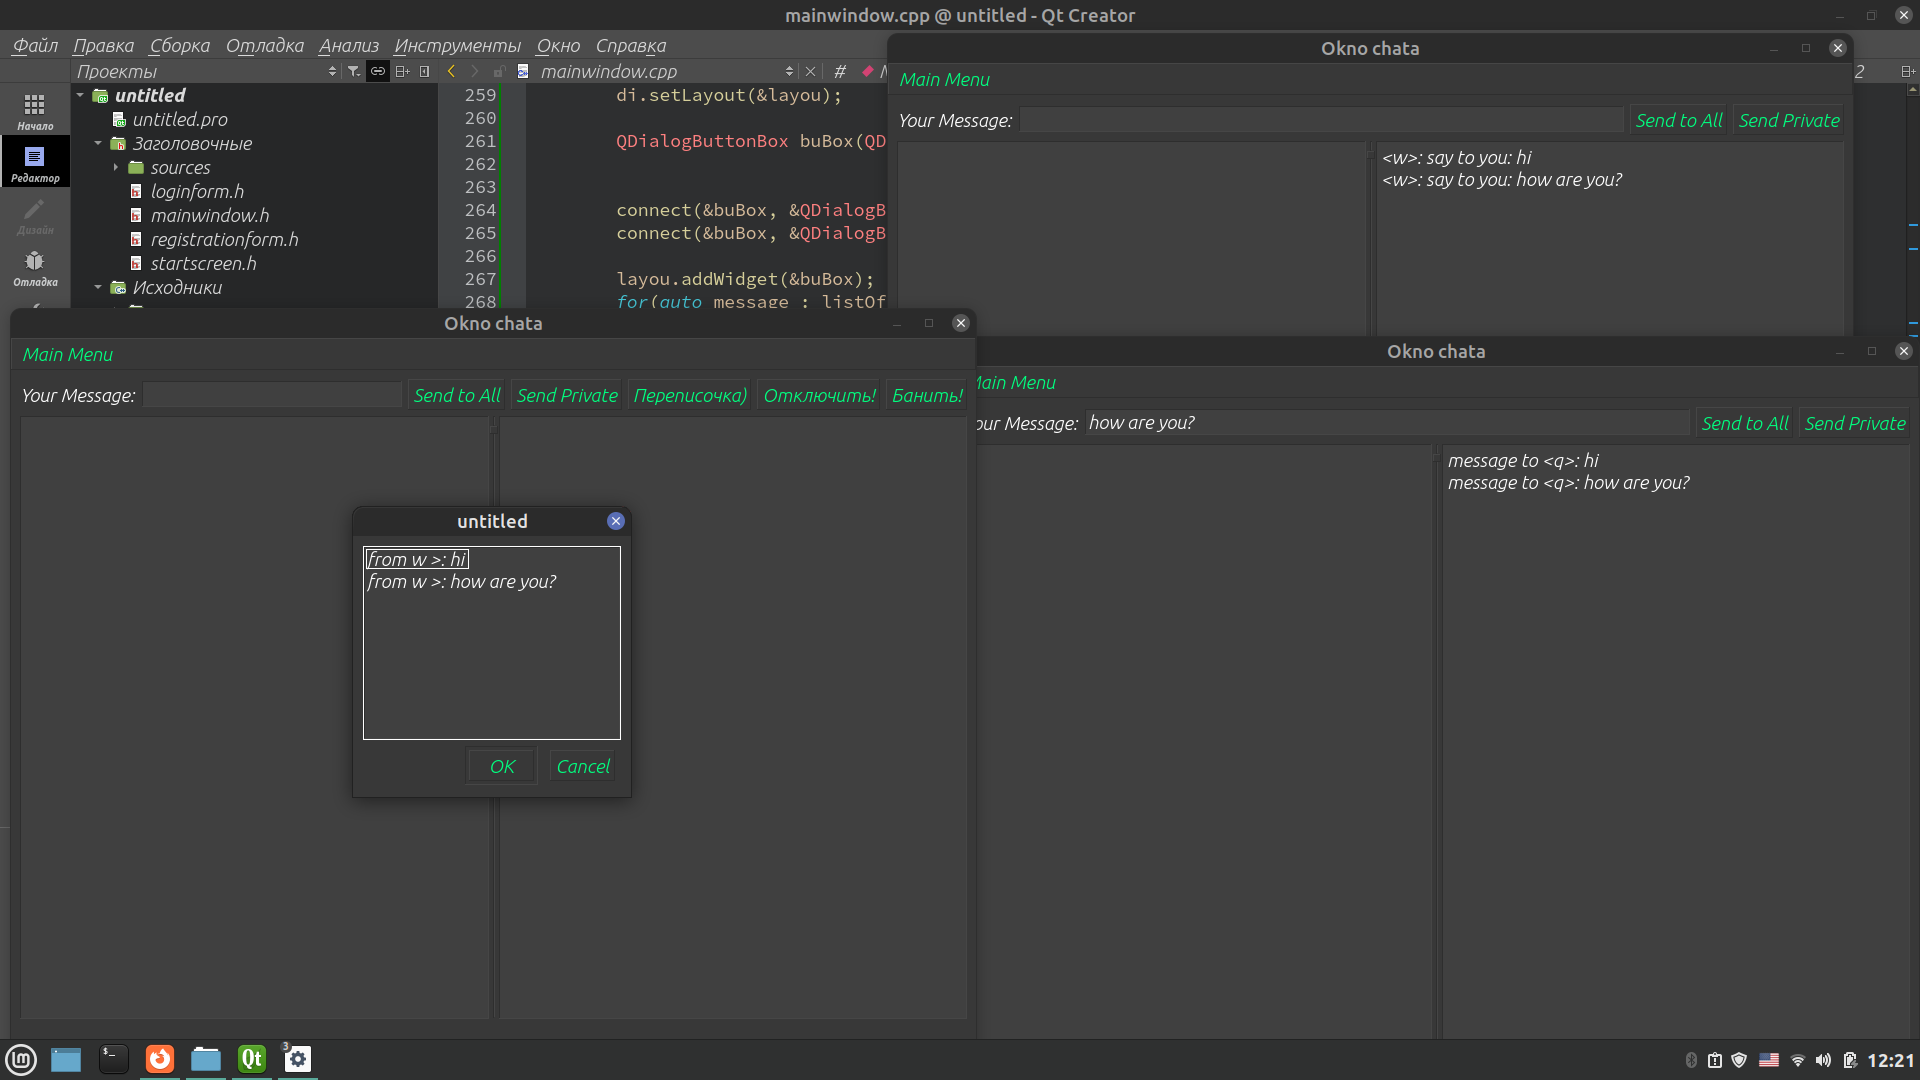 mainwindow.cpp @ untitled - Qt Creator
Файл Правка Сборка Отладка Анализ Инструменты Окно Справка
Проекты
mainwindow.cpp
#
2
Начало
Редактор
Дизайн
Отладка
untitled
untitled.pro
Заголовочные
sources
loginform.h
mainwindow.h
registrationform.h
startscreen.h
Исходники
259 di.setLayout(&layou);
260
261 QDialogButtonBox buBox(QD
262
263
264 connect(&buBox, &QDialogB
265 connect(&buBox, &QDialogB
266
267 layou.addWidget(&buBox);
268 for(auto message : listOf
Okno chata
Main Menu
Your Message: Send to All Send Private
<w>: say to you: hi
<w>: say to you: how are you?
Okno chata
Main Menu
Your Message: Send to All Send Private Переписочка) Отключить! Банить!
untitled
from w >: hi
from w >: how are you?
OK Cancel
Okno chata
Main Menu
our Message: how are you? Send to All Send Private
message to <q>: hi
message to <q>: how are you?
lm
$_
Qt
3
12:21